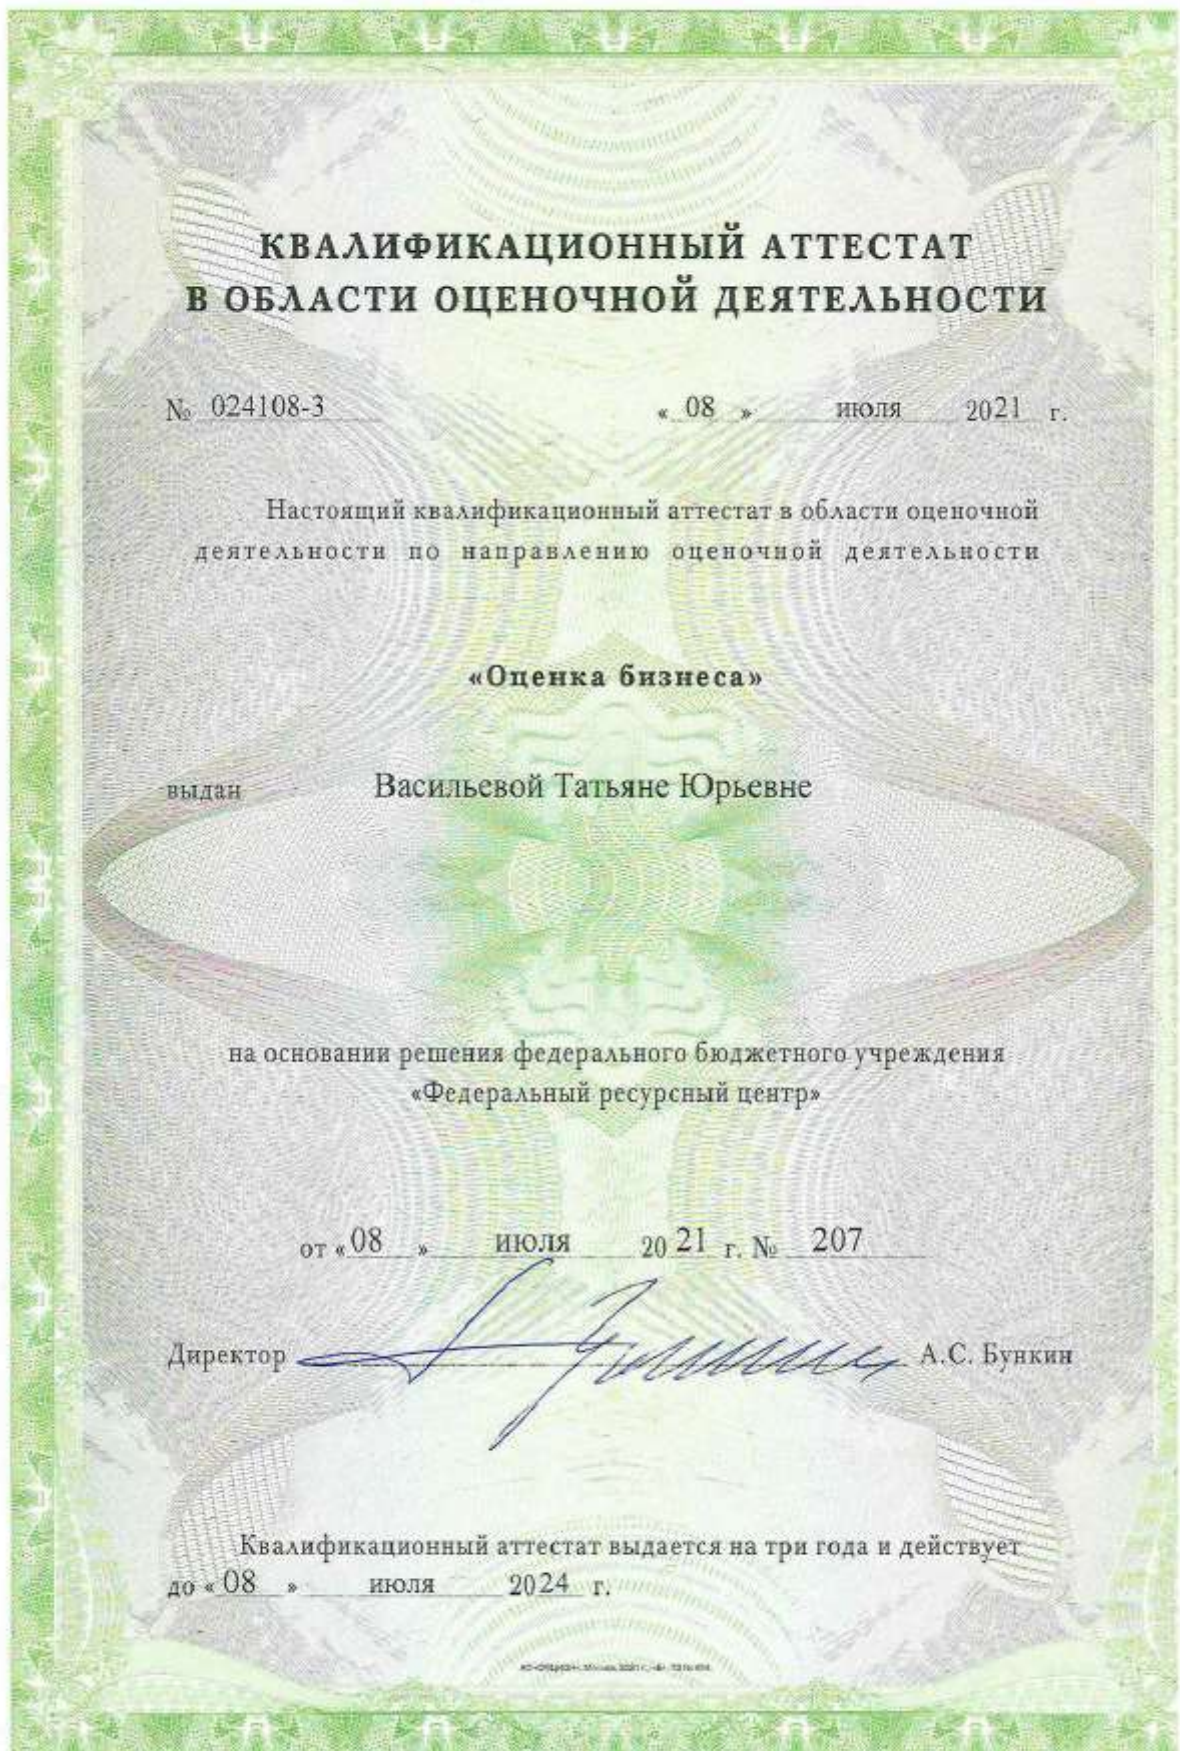 КВАЛИФИКАЦИОННЫЙ АТТЕСТАТ
В ОБЛАСТИ ОЦЕНОЧНОЙ ДЕЯТЕЛЬНОСТИ
№ 024108-3 « 08 » июля 2021 г.
Настоящий квалификационный аттестат в области оценочной
деятельности по направлению оценочной деятельности
«Оценка бизнеса»
выдан Васильевой Татьяне Юрьевне
на основании решения федерального бюджетного учреждения
«Федеральный ресурсный центр»
от « 08 » июля 20 21 г. № 207
Директор А.С. Бункин
Квалификационный аттестат выдается на три года и действует
до « 08 » июля 2024 г.